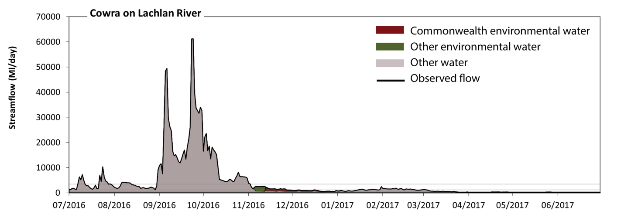 Cowra on Lachlan River
Streamflow (Ml/day)
70000
60000
50000
40000
30000
20000
10000
0
Commonwealth environmental water
Other environmental water
Other water
Observed flow
07/2016 08/2016 09/2016 10/2016 11/2016 12/2016 01/2017 02/2017 03/2017 04/2017 05/2017 06/2017